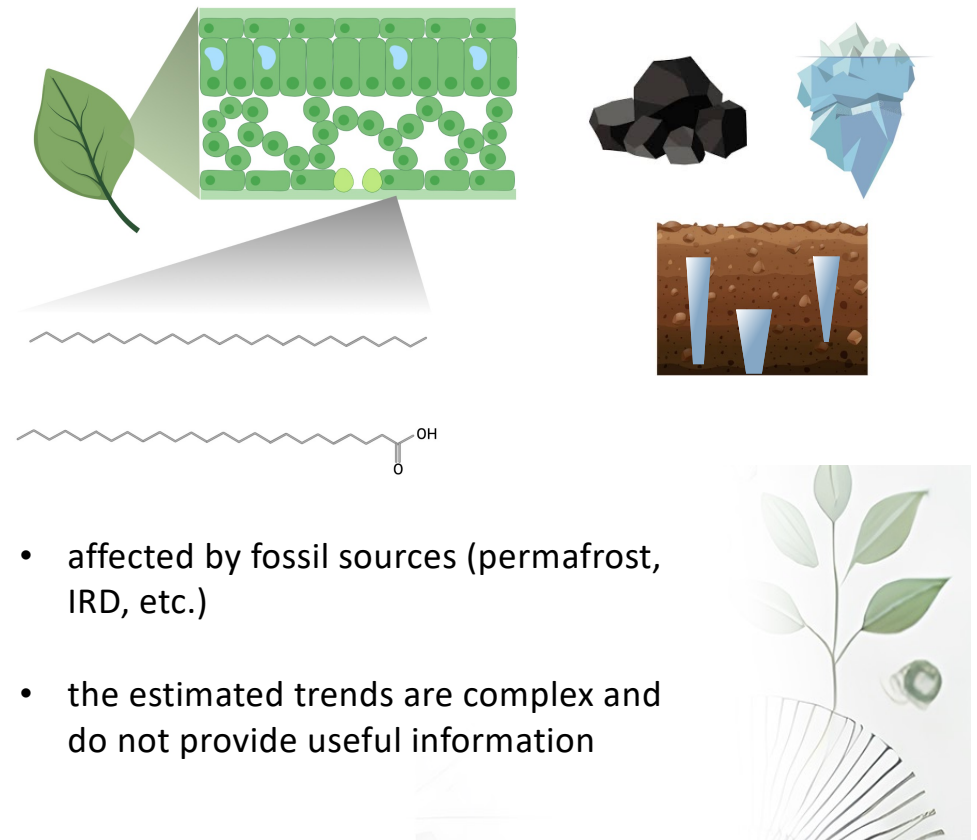 OH
O
• affected by fossil sources (permafrost,
IRD, etc.)
• the estimated trends are complex and
do not provide useful information